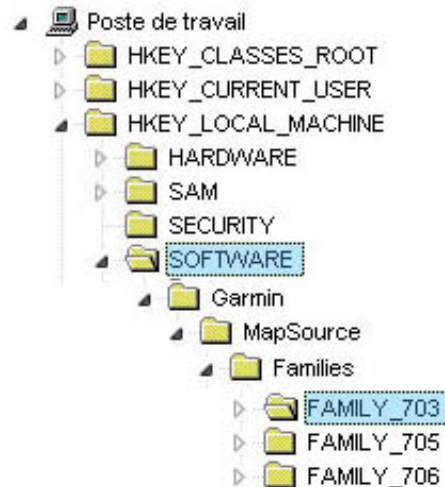 Poste de travail
HKEY_CLASSES_ROOT
HKEY_CURRENT_USER
HKEY_LOCAL_MACHINE
HARDWARE
SAM
SECURITY
SOFTWARE
Garmin
MapSource
Families
FAMILY_703
FAMILY_705
FAMILY_706